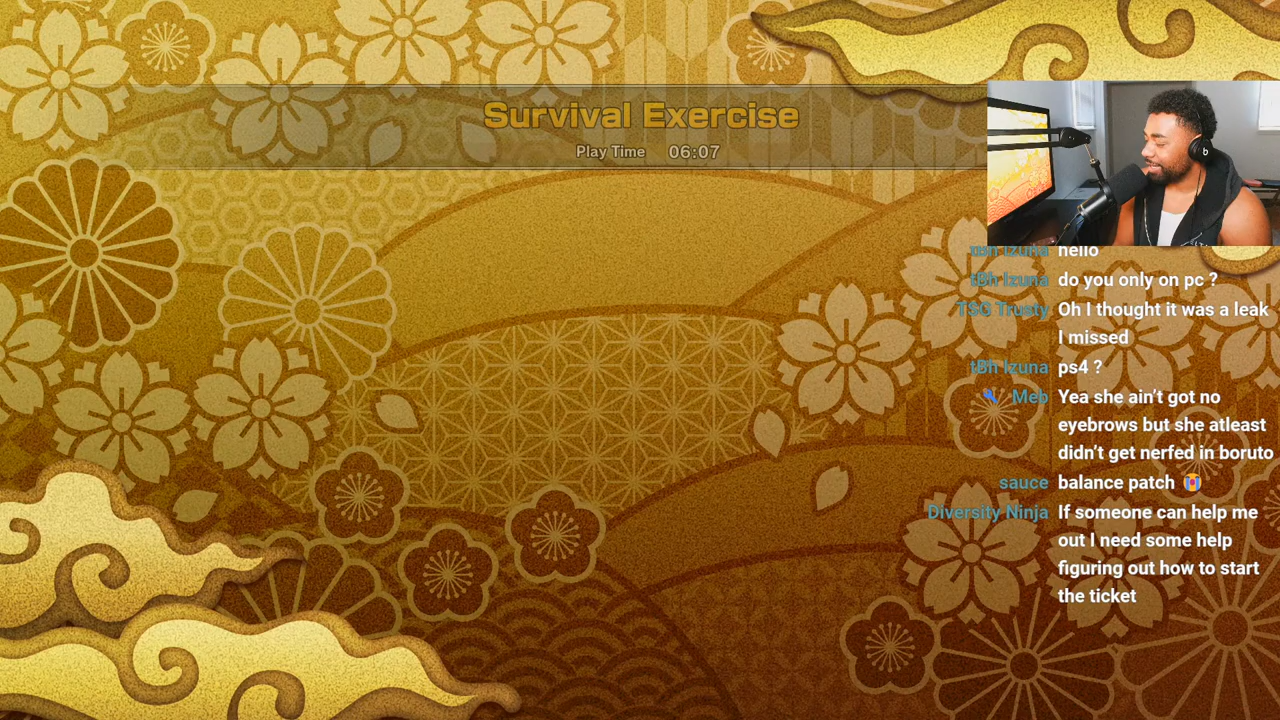 Survival Exercise
Play Time 06:07
tBh Izuna hello
tBh Izuna do you only on pc ?
TSG Trusty Oh I thought it was a leak
I missed
tBh Izuna ps4 ?
Meb Yea she ain’t got no
eyebrows but she atleast
didn’t get nerfed in boruto
sauce balance patch 😭
Diversity Ninja If someone can help me
out I need some help
figuring out how to start
the ticket